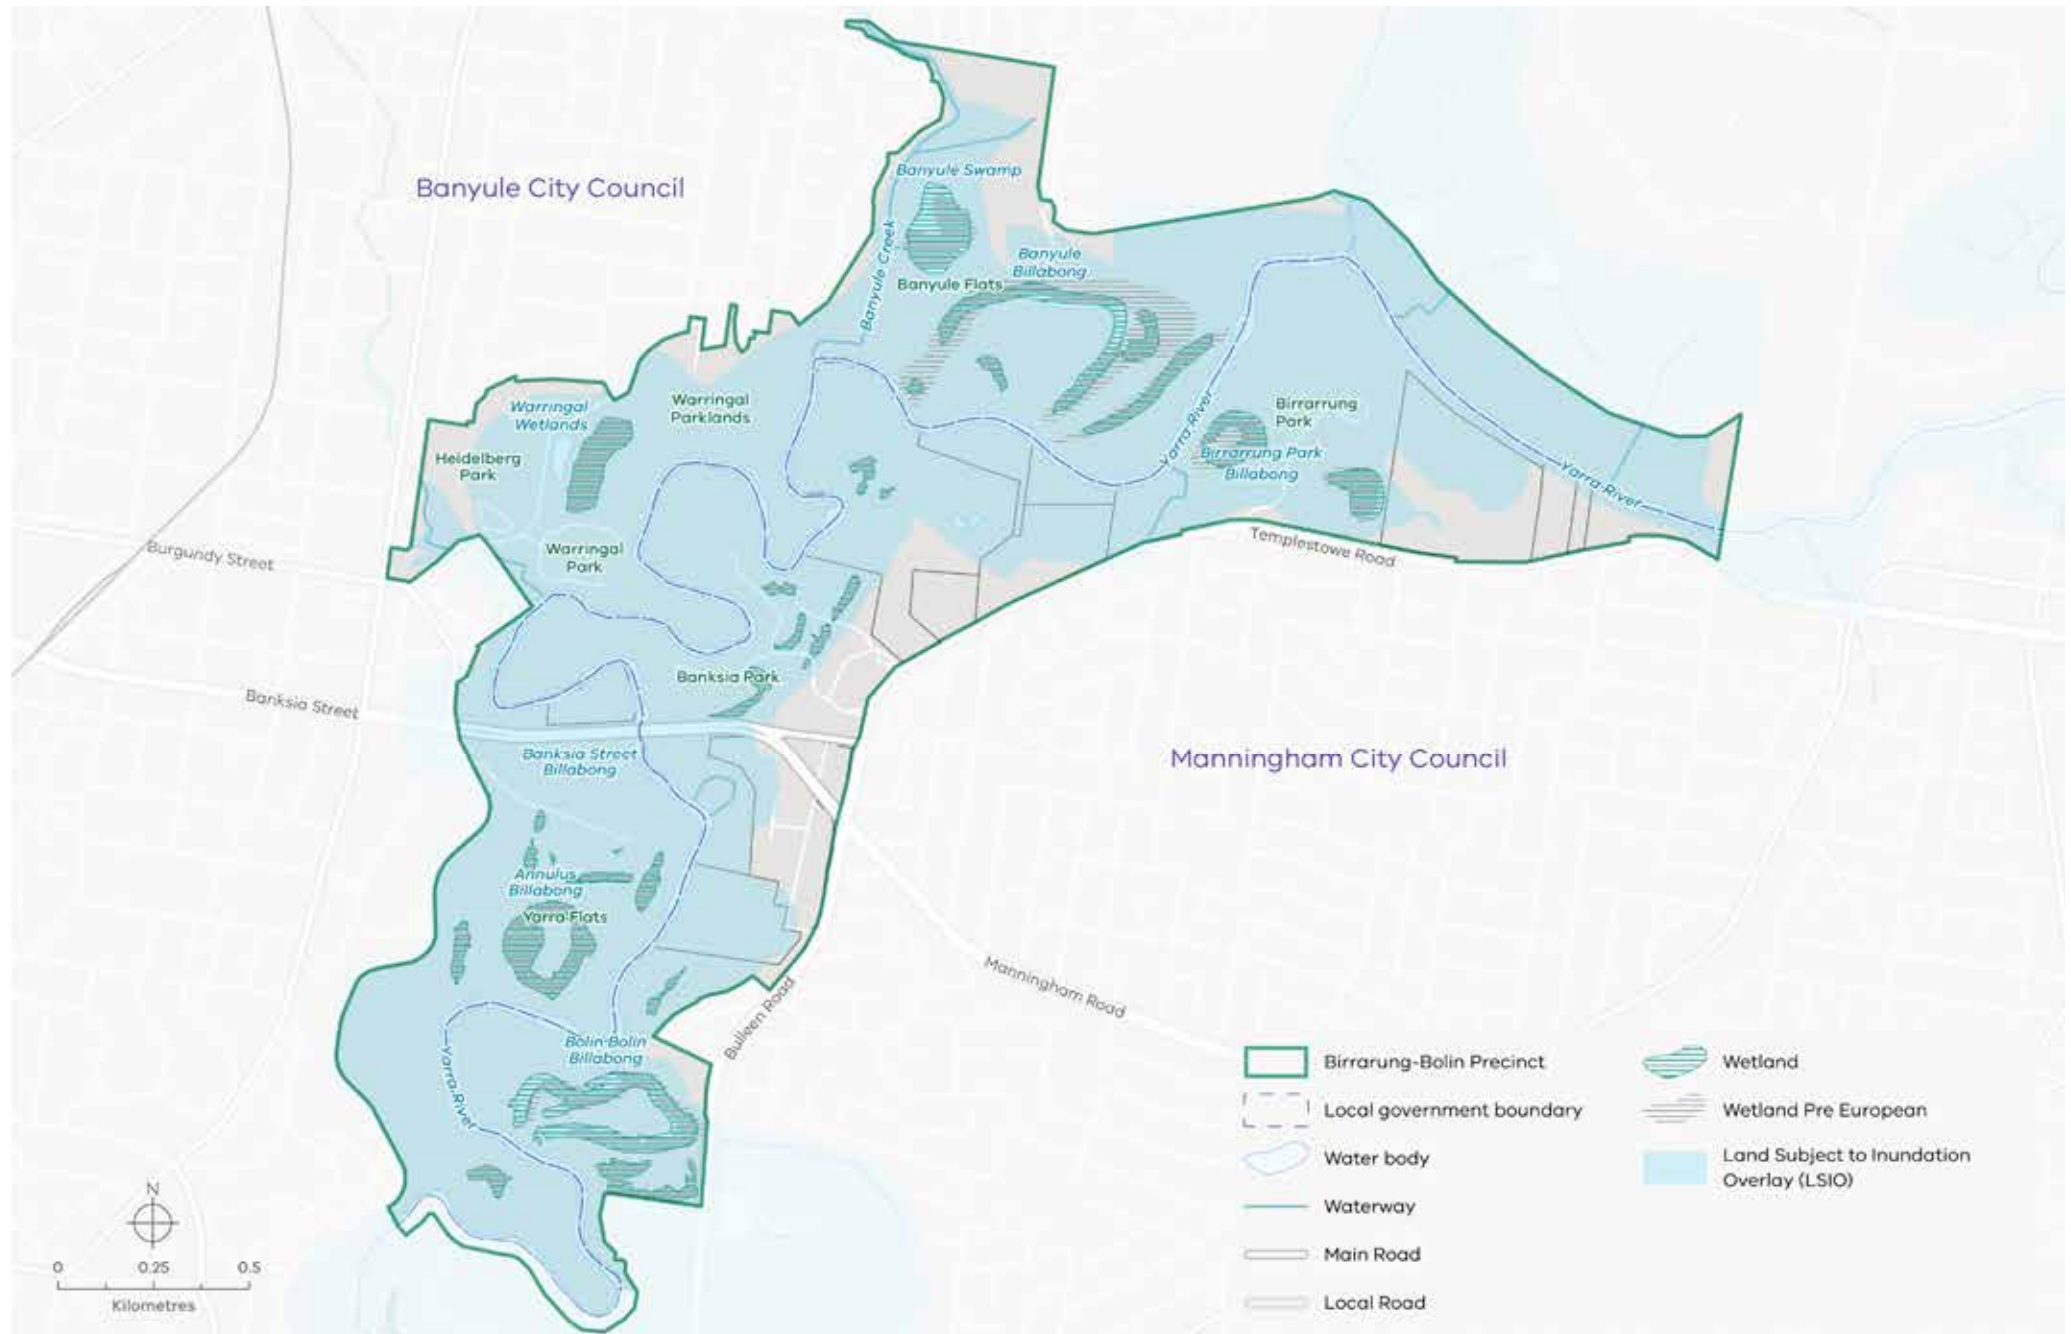 Banyule City Council
Banyule Swamp
Banyule Creek
Banyule
Billabong
Banyule Flats
Warringal
Wetlands
Warringal
Parklands
Birrarrung
Park
Yarra River
Birrarrung Park
Billabong
Heidelberg
Park
Yarra River
Burgundy Street
Warringal
Park
Templestowe Road
Banksia Park
Banksia Street
Banksia Street
Billabong
Manningham City Council
Annulus
Billabong
Yarra Flats
Manningham Road
Bulleen Road
Bolin Bolin
Billabong
Yarra River
Birrarung-Bolin Precinct
Local government boundary
Water body
Waterway
Main Road
Local Road
Wetland
Wetland Pre European
Land Subject to Inundation
Overlay (LSIO)
N
0 0.25 0.5
Kilometres